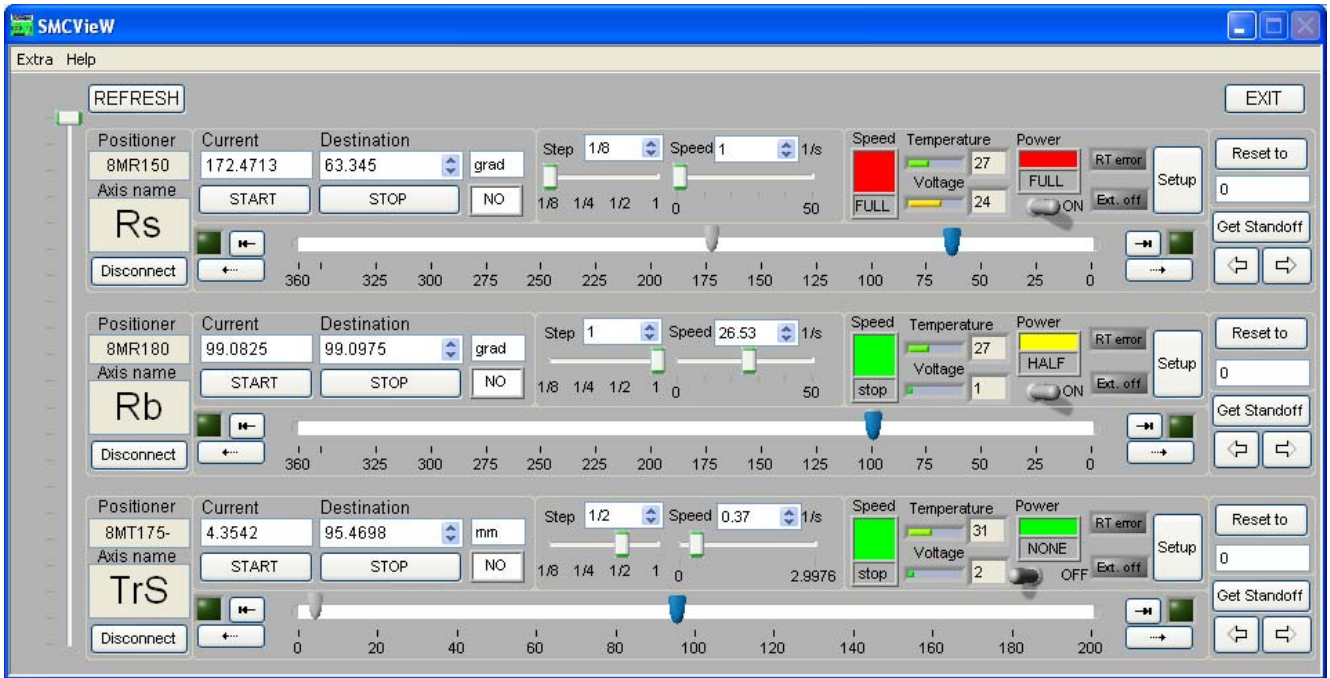 SMCVieW
Extra Help
REFRESH EXIT
Positioner Current Destination Step 1/8 Speed 1 1/s Speed Temperature Power
8MR150 172.4713 63.345 grad 27 RT error Reset to
Axis name START STOP NO 1/8 1/4 1/2 1 0 50 FULL Voltage 24 FULL ON Ext. off Setup 0
Rs Get Standoff
Disconnect 360 325 300 275 250 225 200 175 150 125 100 75 50 25 0
Positioner Current Destination Step 1 Speed 26.53 1/s Speed Temperature Power
8MR180 99.0825 99.0975 grad 27 RT error Reset to
Axis name START STOP NO 1/8 1/4 1/2 1 0 50 stop Voltage 1 HALF ON Ext. off Setup 0
Rb Get Standoff
Disconnect 360 325 300 275 250 225 200 175 150 125 100 75 50 25 0
Positioner Current Destination Step 1/2 Speed 0.37 1/s Speed Temperature Power
8MT175- 4.3542 95.4698 mm 31 RT error Reset to
Axis name START STOP NO 1/8 1/4 1/2 1 0 2.9976 stop Voltage 2 NONE OFF Ext. off Setup 0
TrS Get Standoff
Disconnect 0 20 40 60 80 100 120 140 160 180 200